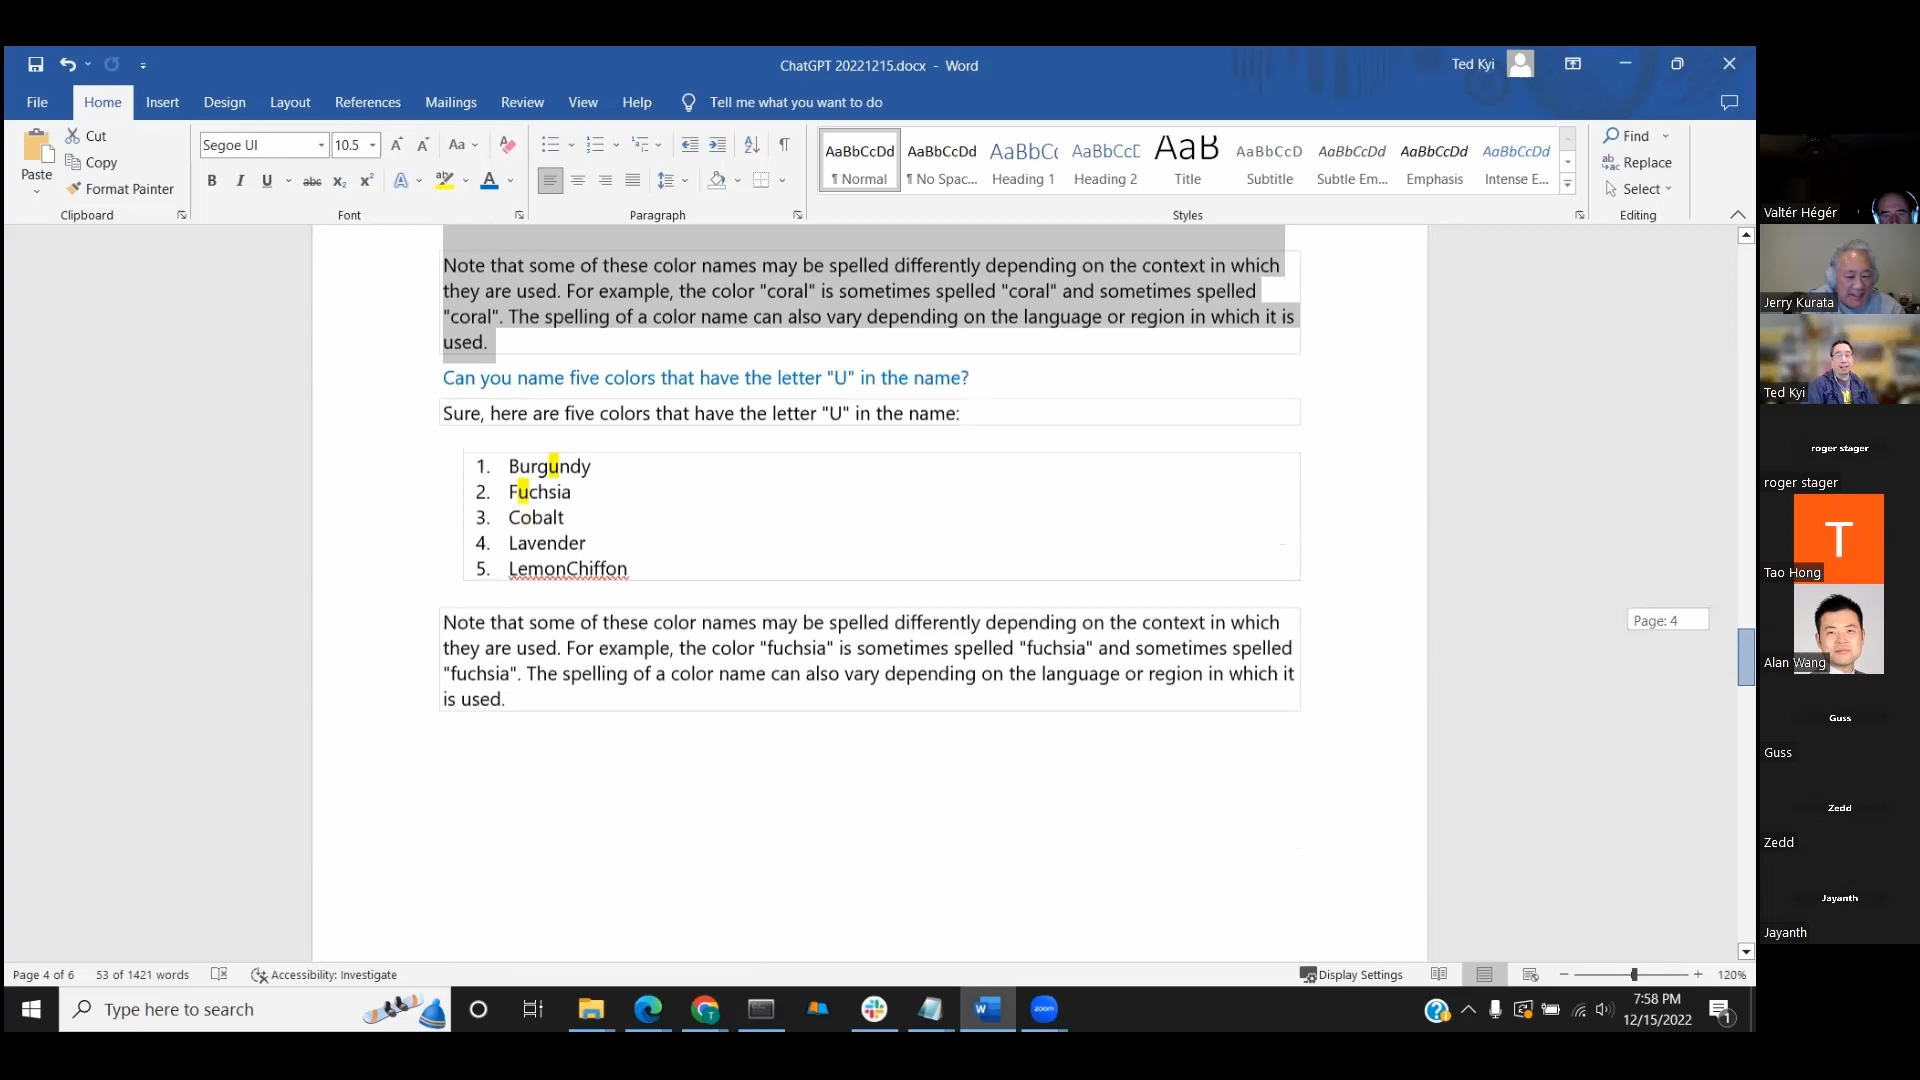 ChatGPT 20221215.docx - Word
Ted Kyi
File Home Insert Design Layout References Mailings Review View Help Tell me what you want to do
Paste
Cut
Copy
Format Painter
Clipboard
Segoe UI 10.5
Font
Paragraph
AaBbCcDd AaBbCcDd AaBbCc AaBbCcD AaB AaBbCcD AaBbCcDd AaBbCcDd AaBbCcDd
¶ Normal ¶ No Spac... Heading 1 Heading 2 Title Subtitle Subtle Em... Emphasis Intense E...
Styles
Find
Replace
Select
Editing
Note that some of these color names may be spelled differently depending on the context in which
they are used. For example, the color "coral" is sometimes spelled "coral" and sometimes spelled
"coral". The spelling of a color name can also vary depending on the language or region in which it is
used.
Can you name five colors that have the letter "U" in the name?
Sure, here are five colors that have the letter "U" in the name:
1. Burgundy
2. Fuchsia
3. Cobalt
4. Lavender
5. LemonChiffon
Note that some of these color names may be spelled differently depending on the context in which
they are used. For example, the color "fuchsia" is sometimes spelled "fuchsia" and sometimes spelled
"fuchsia". The spelling of a color name can also vary depending on the language or region in which it
is used.
Page: 4
Page 4 of 6 53 of 1421 words Accessibility: Investigate
Display Settings 120%
Type here to search
zoom
7:58 PM
12/15/2022
1
Valtér Hégér
Jerry Kurata
Ted Kyi
roger stager
roger stager
T
Tao Hong
Alan Wang
Guss
Guss
Zedd
Zedd
Jayanth
Jayanth